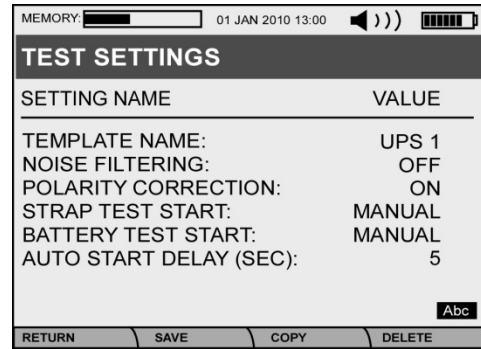 MEMORY: 01 JAN 2010 13:00
TEST SETTINGS
SETTING NAME VALUE
TEMPLATE NAME: UPS 1
NOISE FILTERING: OFF
POLARITY CORRECTION: ON
STRAP TEST START: MANUAL
BATTERY TEST START: MANUAL
AUTO START DELAY (SEC): 5
Abc
RETURN SAVE COPY DELETE